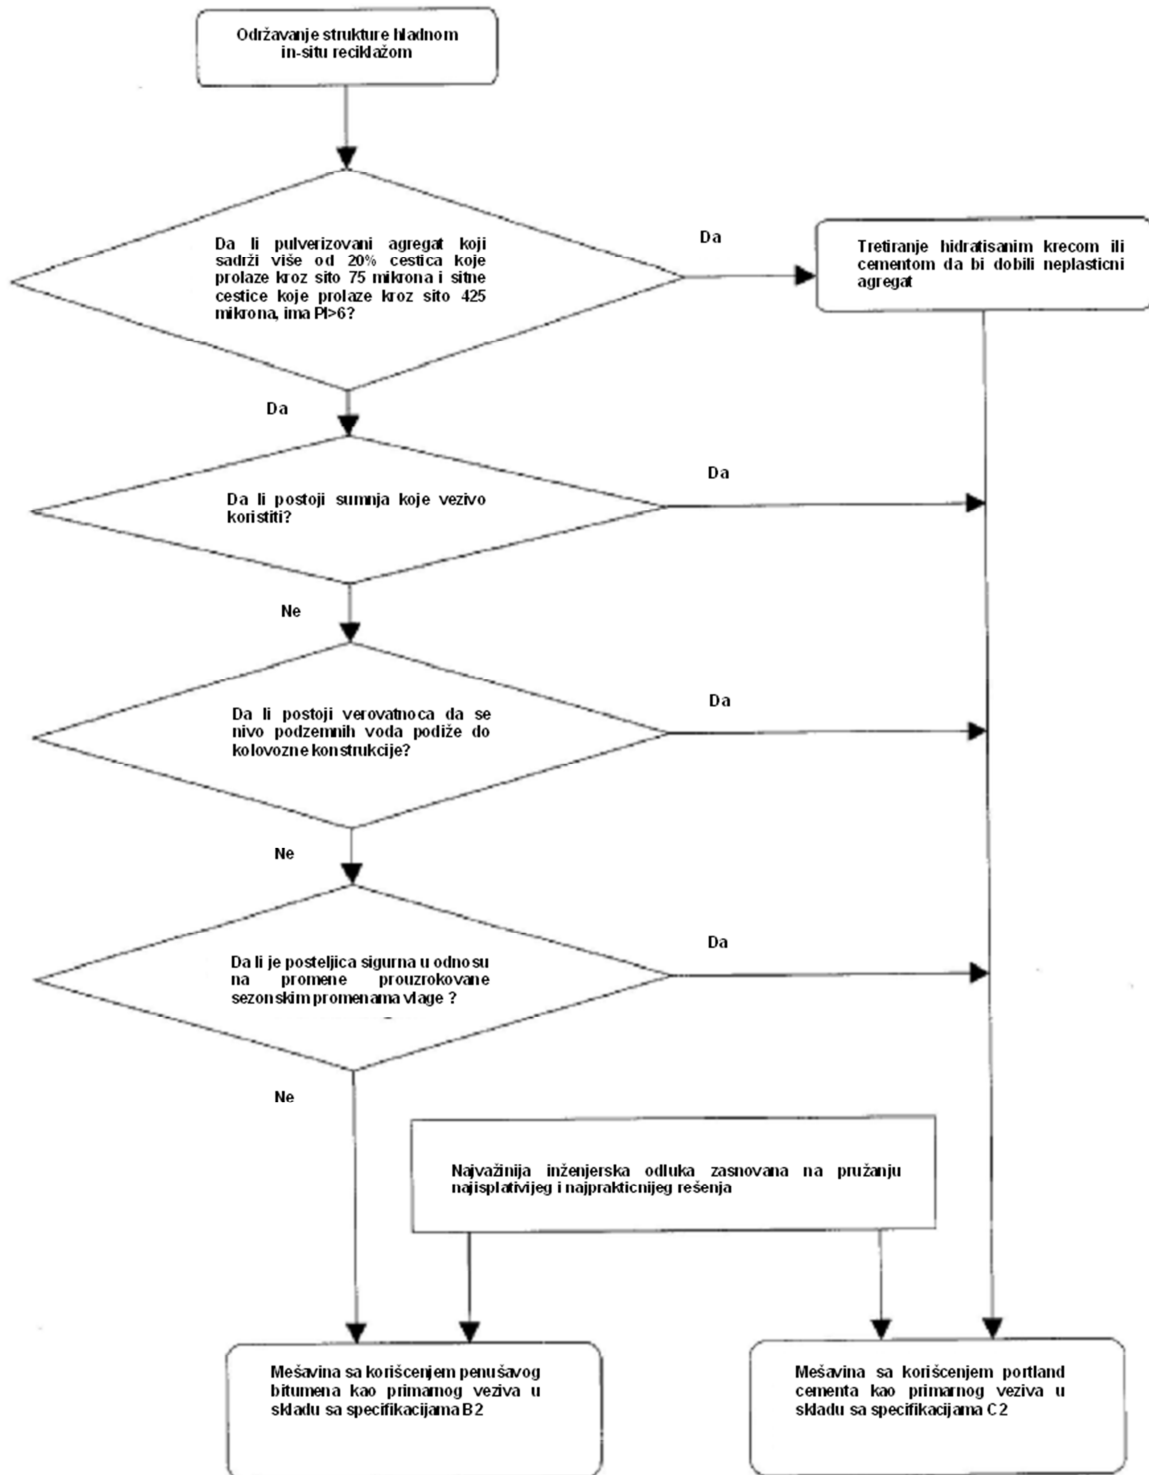 Održavanje strukture hladnom
in-situ reciklažom
Da li pulverizovani agregat koji
sadrži više od 20% cestica koje
prolaze kroz sito 75 mikrona i sitne
cestice koje prolaze kroz sito 425
mikrona, ima PI>6?
Da
Tretiranje hidratisanim krecom ili
cementom da bi dobili neplasticni
agregat
Da
Da li postoji sumnja koje vezivo
koristiti?
Da
Ne
Da li postoji verovatnoca da se
nivo podzemnih voda podiže do
kolovozne konstrukcije?
Da
Ne
Da li je posteljica sigurna u odnosu
na promene prouzrokovane
sezonskim promenama vlage ?
Da
Ne
Najvažinija inženjerska odluka zasnovana na pružanju
najisplativijeg i najprakticnijeg rešenja
Mešavina sa korišcenjem penušavog
bitumena kao primarnog veziva u
skladu sa specifikacijama B2
Mešavina sa korišcenjem portland
cementa kao primarnog veziva u
skladu sa specifikacijama C2